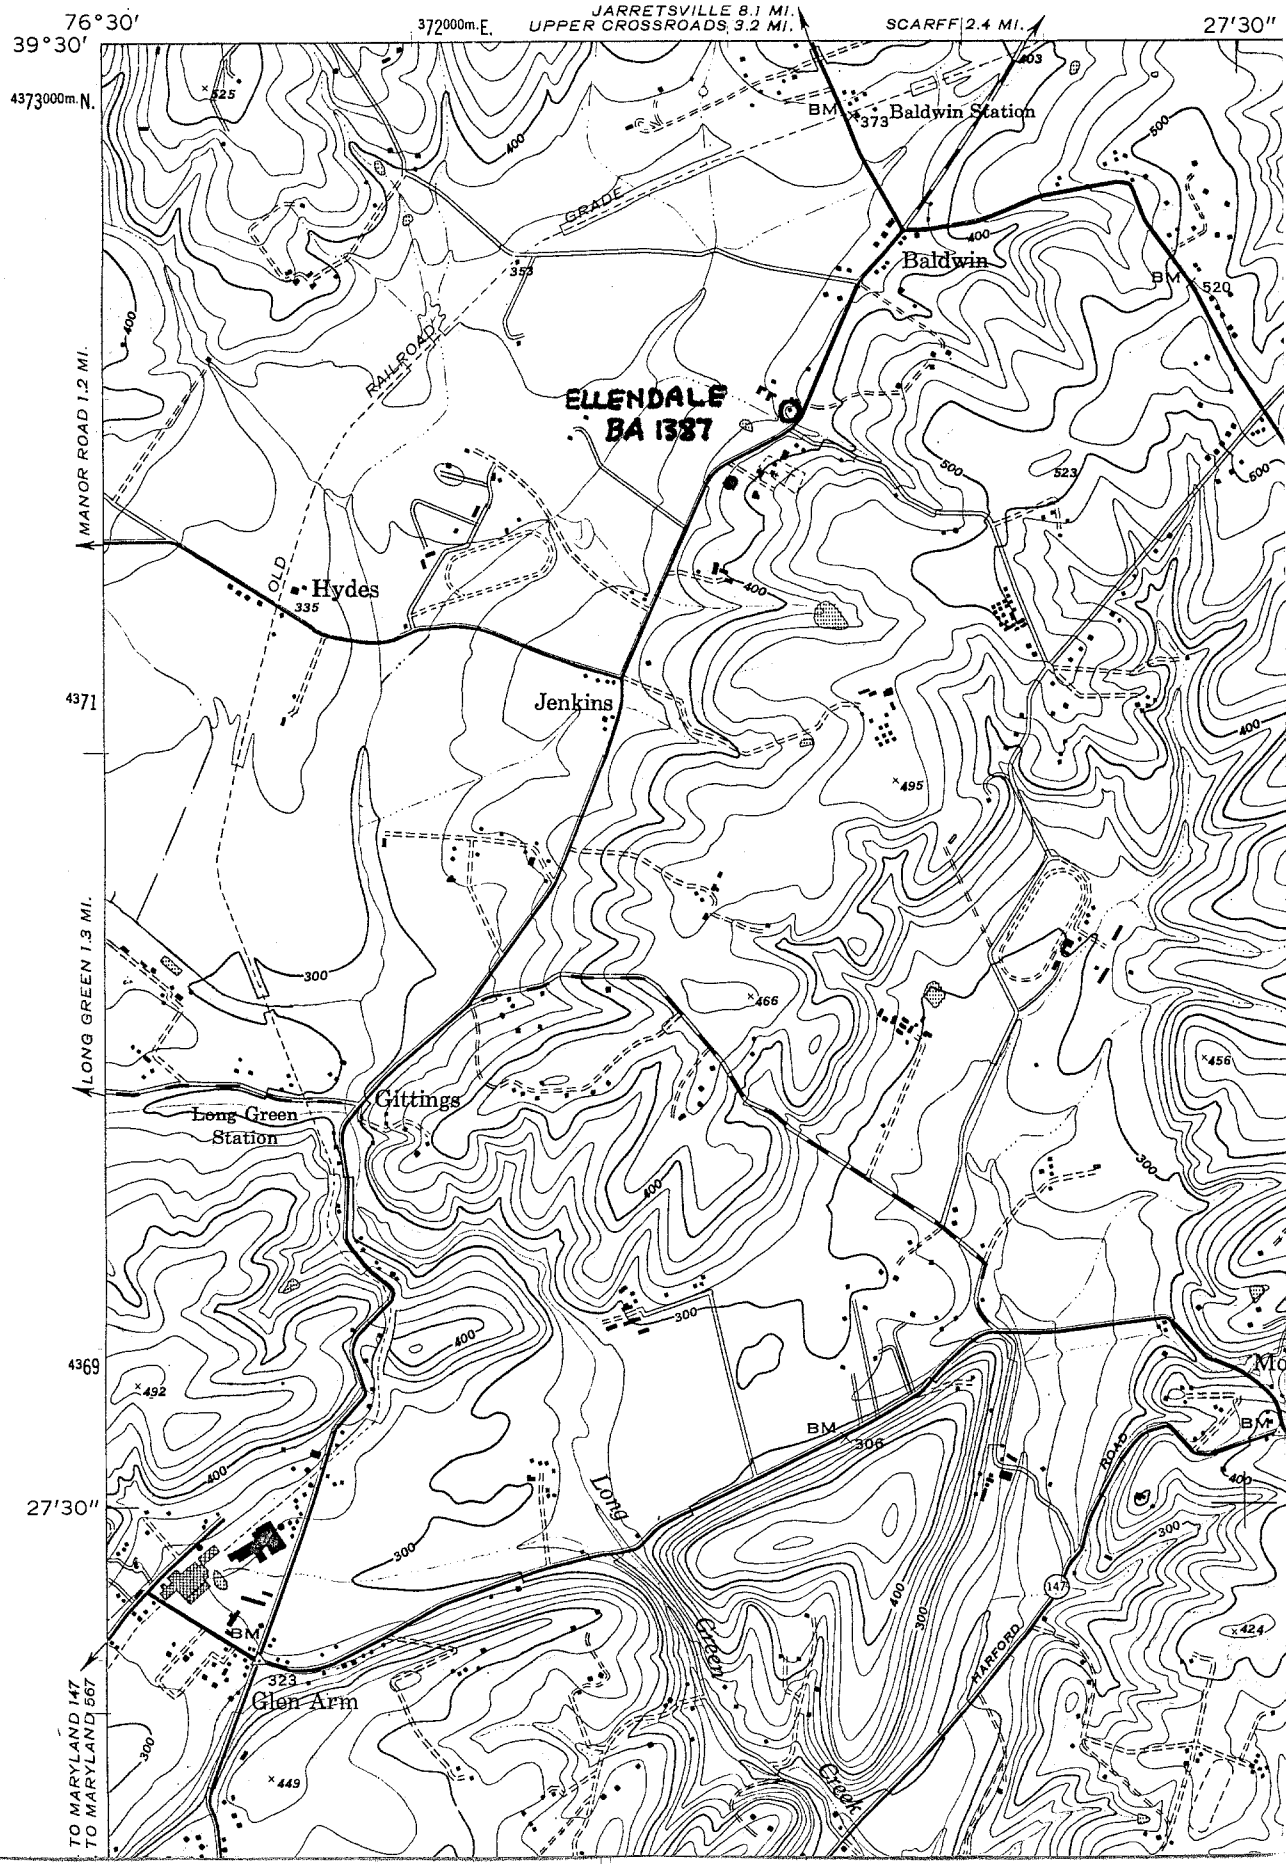 76°30'
372000m.E.
JARRETSVILLE 8.1 MI.
UPPER CROSSROADS 3.2 MI.
SCARFF 2.4 MI.
27'30"
39°30'
403
4373000m.N.
525
BM
373
Baldwin Station
500
400
GRADE
400
Baldwin
353
BM
520
400
RAILROAD
MANOR ROAD 1.2 MI.
ELLENDALE
BA 1387
500
523
500
OLD
Hydes
335
400
4371
Jenkins
400
495
LONG GREEN 1.3 MI.
300
466
456
Gittings
Long Green
Station
300
400
300
400
4369
492
Mo
BM
306
BM
ROAD
400
400
Long
27'30"
300
300
147
400
300
Green
424
BM
323
HARFORD
Glen Arm
300
449
Creek
TO MARYLAND 147
TO MARYLAND 567